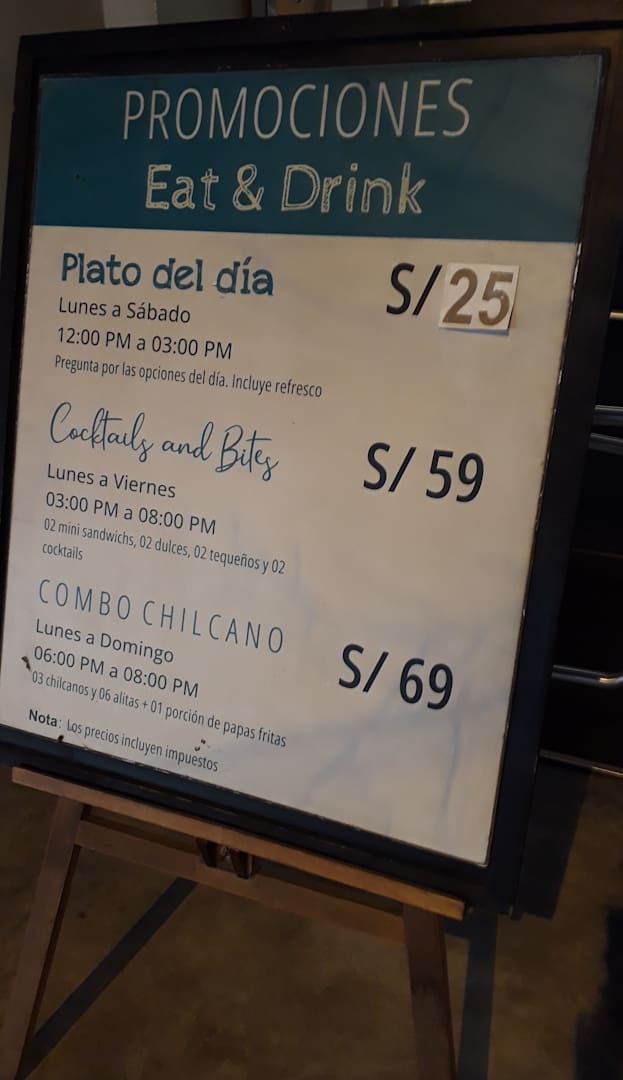 PROMOCIONES
Eat & Drink
Plato del día
S/25
Lunes a Sábado
12:00 PM a 03:00 PM
Pregunta por las opciones del día. Incluye refresco
Cocktails and Bites
S/ 59
Lunes a Viernes
03:00 PM a 08:00 PM
02 mini sandwichs, 02 dulces, 02 tequeños y 02
cocktails
COMBO CHILCANO
S/ 69
Lunes a Domingo
06:00 PM a 08:00 PM
03 chilcanos y 06 alitas + 01 porción de papas fritas
Nota: Los precios incluyen impuestos